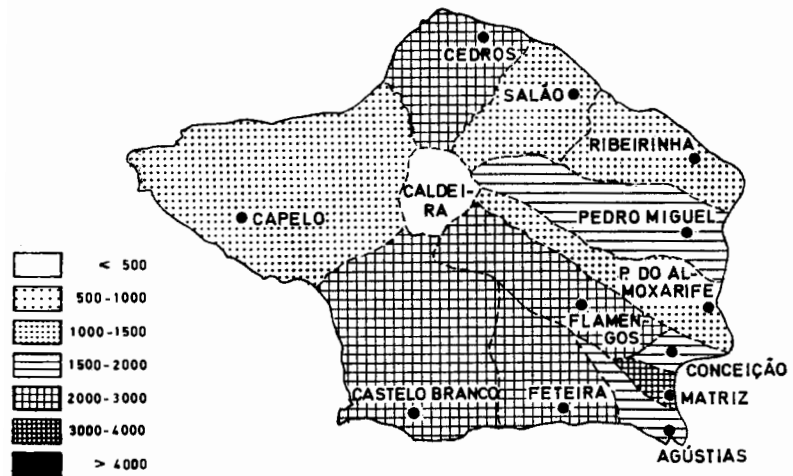 CEDROS
SALÃO
RIBEIRINHA
CALDEI-
RA
CAPELO
PEDRO MIGUEL
P. DO AL-
MOXARIFE
FLAMEN-
GOS
CONCEIÇÃO
CASTELO BRANCO
FETEIRA
MATRIZ
AGÚSTIAS
< 500
500-1000
1000-1500
1500-2000
2000-3000
3000-4000
> 4000